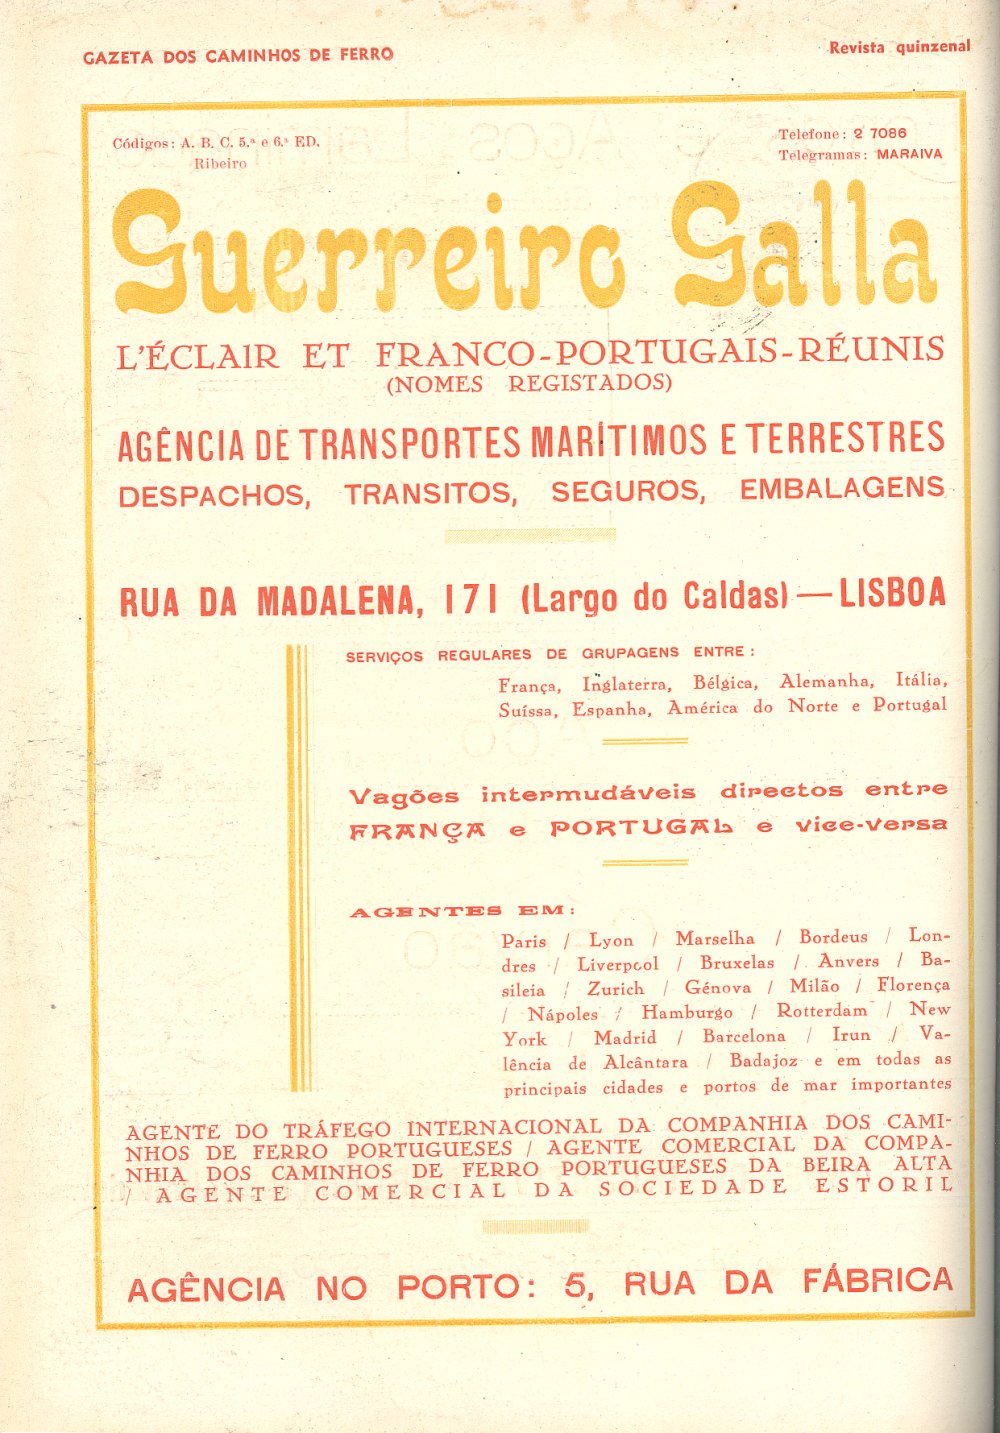 GAZETA DOS CAMINHOS DE FERRO
Revista quinzenal
Códigos: A. B. C. 5.ª e 6.ª ED.
Ribeiro
Telefone: 2 7086
Telegramas: MARAIVA
Guerreiro Galla
L'ÉCLAIR ET FRANCO-PORTUGAIS-RÉUNIS
(NOMES REGISTADOS)
AGÊNCIA DE TRANSPORTES MARÍTIMOS E TERRESTRES
DESPACHOS, TRANSITOS, SEGUROS, EMBALAGENS
RUA DA MADALENA, 171 (Largo do Caldas) — LISBOA
SERVIÇOS REGULARES DE GRUPAGENS ENTRE:
França, Inglaterra, Bélgica, Alemanha, Itália,
Suíssa, Espanha, América do Norte e Portugal
Vagões intermudáveis directos entre
FRANÇA e PORTUGAL e vice-versa
AGENTES EM:
Paris / Lyon / Marselha / Bordeus / Lon-
dres / Liverpool / Bruxelas / Anvers / Ba-
sileia / Zurich / Génova / Milão / Florença
/ Nápoles / Hamburgo / Rotterdam / New
York / Madrid / Barcelona / Irun / Va-
lência de Alcântara / Badajoz e em todas as
principais cidades e portos de mar importantes
AGENTE DO TRÁFEGO INTERNACIONAL DA COMPANHIA DOS CAMI-
NHOS DE FERRO PORTUGUESES / AGENTE COMERCIAL DA COMPA-
NHIA DOS CAMINHOS DE FERRO PORTUGUESES DA BEIRA ALTA
/ AGENTE COMERCIAL DA SOCIEDADE ESTORIL
AGÊNCIA NO PORTO: 5, RUA DA FÁBRICA